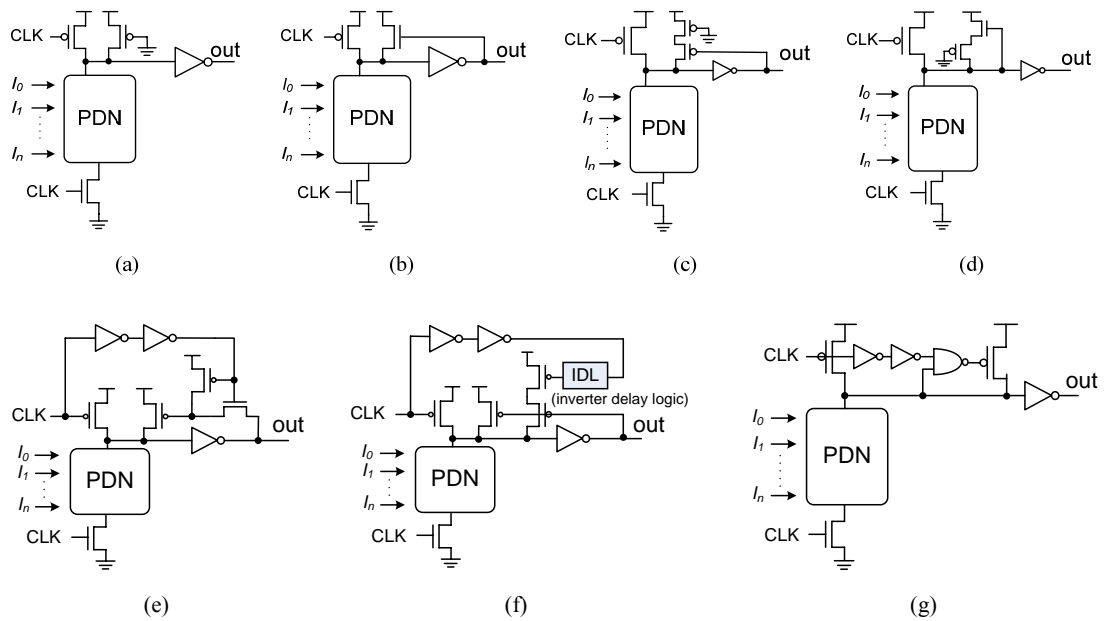 CLK
out
I0
I1
In
PDN
CLK
(a)
CLK
out
I0
I1
In
PDN
CLK
(b)
CLK
out
I0
I1
In
PDN
CLK
(c)
CLK
out
I0
I1
In
PDN
CLK
(d)
CLK
out
I0
I1
In
PDN
CLK
(e)
IDL
(inverter delay logic)
CLK
out
I0
I1
In
PDN
CLK
(f)
CLK
out
I0
I1
In
PDN
CLK
(g)